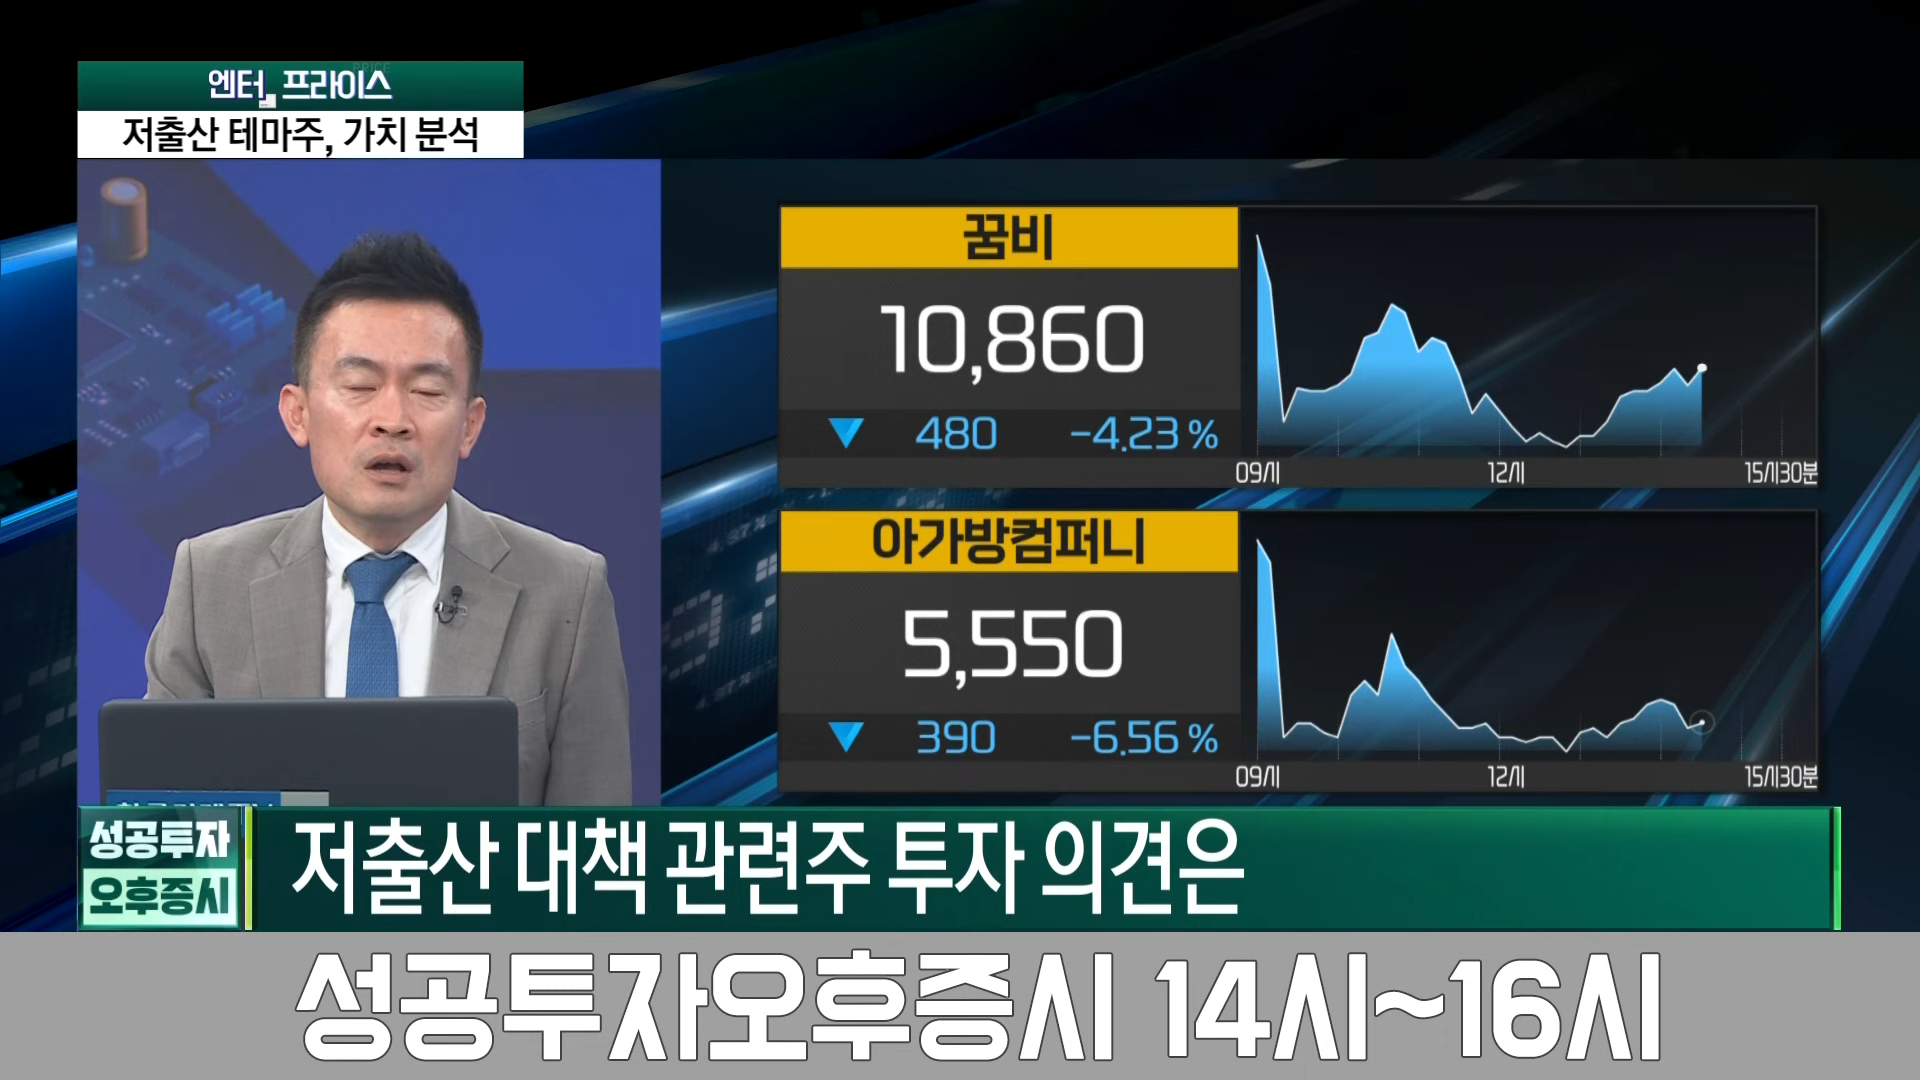 엔터, 프라이스
저출산 테마주, 가치 분석
꿈비
10,860
▼ 480 -4.23 %
09시 12시 15시30분
아가방컴퍼니
5,550
▼ 390 -6.56 %
09시 12시 15시30분
성공투자
오후증시
저출산 대책 관련주 투자 의견은
성공투자오후증시 14시~16시